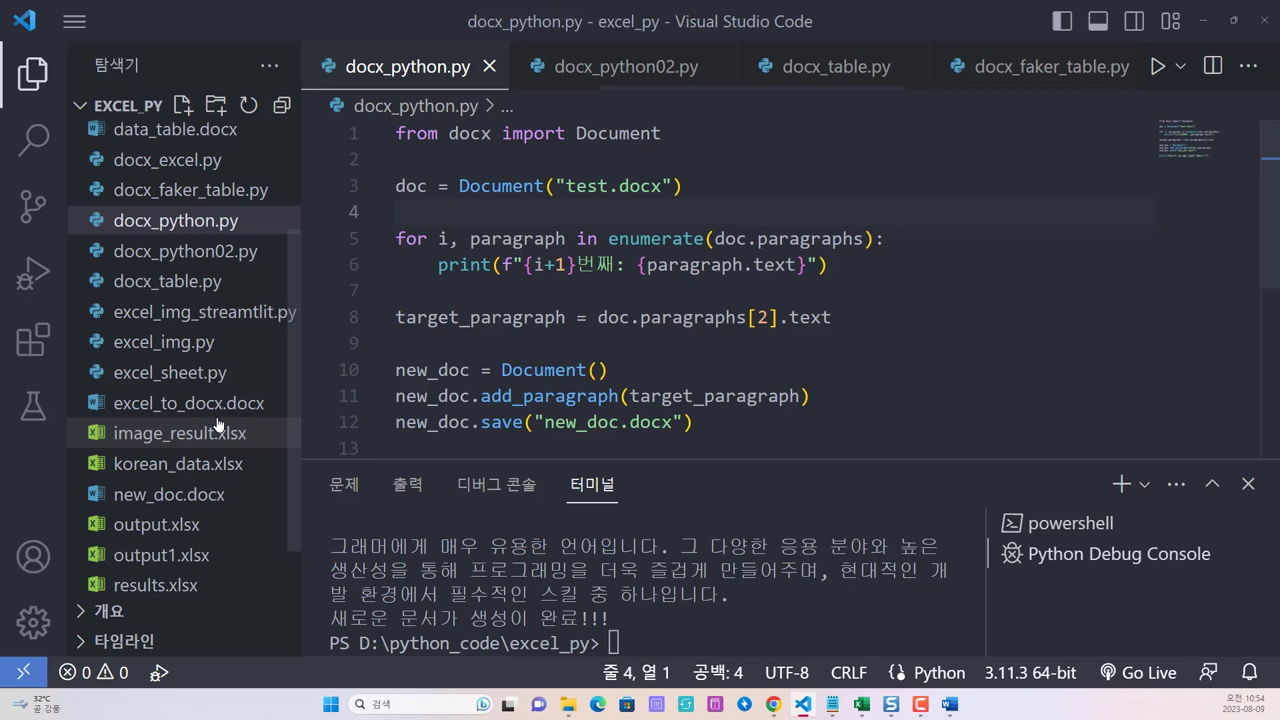 docx_python.py - excel_py - Visual Studio Code
탐색기
EXCEL_PY
data_table.docx
docx_excel.py
docx_faker_table.py
docx_python.py
docx_python02.py
docx_table.py
excel_img_streamtlit.py
excel_img.py
excel_sheet.py
excel_to_docx.docx
image_result.xlsx
korean_data.xlsx
new_doc.docx
output.xlsx
output1.xlsx
results.xlsx
개요
타임라인
docx_python.py
docx_python02.py
docx_table.py
docx_faker_table.py
docx_python.py > ...
1 from docx import Document
2
3 doc = Document("test.docx")
4
5 for i, paragraph in enumerate(doc.paragraphs):
6 print(f"{i+1}번째: {paragraph.text}")
7
8 target_paragraph = doc.paragraphs[2].text
9
10 new_doc = Document()
11 new_doc.add_paragraph(target_paragraph)
12 new_doc.save("new_doc.docx")
13
문제 출력 디버그 콘솔 터미널
그래머에게 매우 유용한 언어입니다. 그 다양한 응용 분야와 높은
생산성을 통해 프로그래밍을 더욱 즐겁게 만들어주며, 현대적인 개
발 환경에서 필수적인 스킬 중 하나입니다.
새로운 문서가 생성이 완료!!!
PS D:\python_code\excel_py>
powershell
Python Debug Console
0 0 줄 4, 열 1 공백: 4 UTF-8 CRLF Python 3.11.3 64-bit Go Live
32°C
검색
오전 10:54
2023-08-09